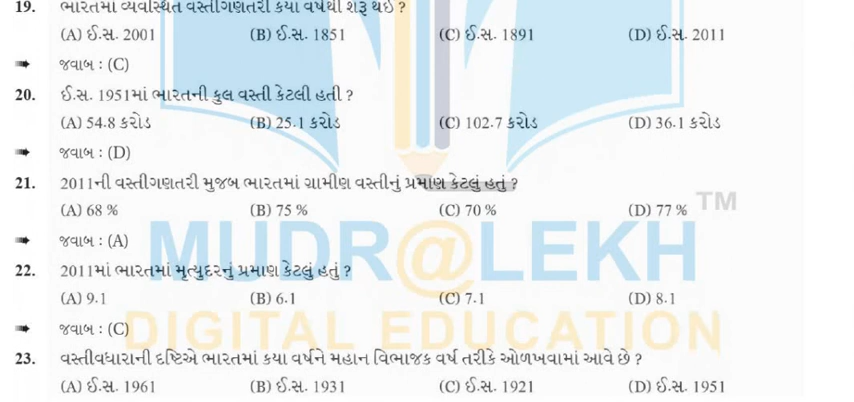 19. ભારતમાં વ્યવસ્થિત વસ્તીગણતરી કયા વર્ષથી શરૂ થઈ ?
(A) ઈ.સ. 2001 (B) ઈ.સ. 1851 (C) ઈ.સ. 1891 (D) ઈ.સ. 2011
➠ જવાબ : (C)
20. ઈ.સ. 1951માં ભારતની કુલ વસ્તી કેટલી હતી ?
(A) 54.8 કરોડ (B) 25.1 કરોડ (C) 102.7 કરોડ (D) 36.1 કરોડ
➠ જવાબ : (D)
21. 2011ની વસ્તીગણતરી મુજબ ભારતમાં ગ્રામીણ વસ્તીનું પ્રમાણ કેટલું હતું ?
(A) 68 % (B) 75 % (C) 70 % (D) 77 %
TM
➠ જવાબ : (A)
MUDR@LEKH
22. 2011માં ભારતમાં મૃત્યુદરનું પ્રમાણ કેટલું હતું ?
(A) 9.1 (B) 6.1 (C) 7.1 (D) 8.1
➠ જવાબ : (C)
DIGITAL EDUCATION
23. વસ્તીવધારાની દષ્ટિએ ભારતમાં કયા વર્ષને મહાન વિભાજક વર્ષ તરીકે ઓળખવામાં આવે છે ?
(A) ઈ.સ. 1961 (B) ઈ.સ. 1931 (C) ઈ.સ. 1921 (D) ઈ.સ. 1951